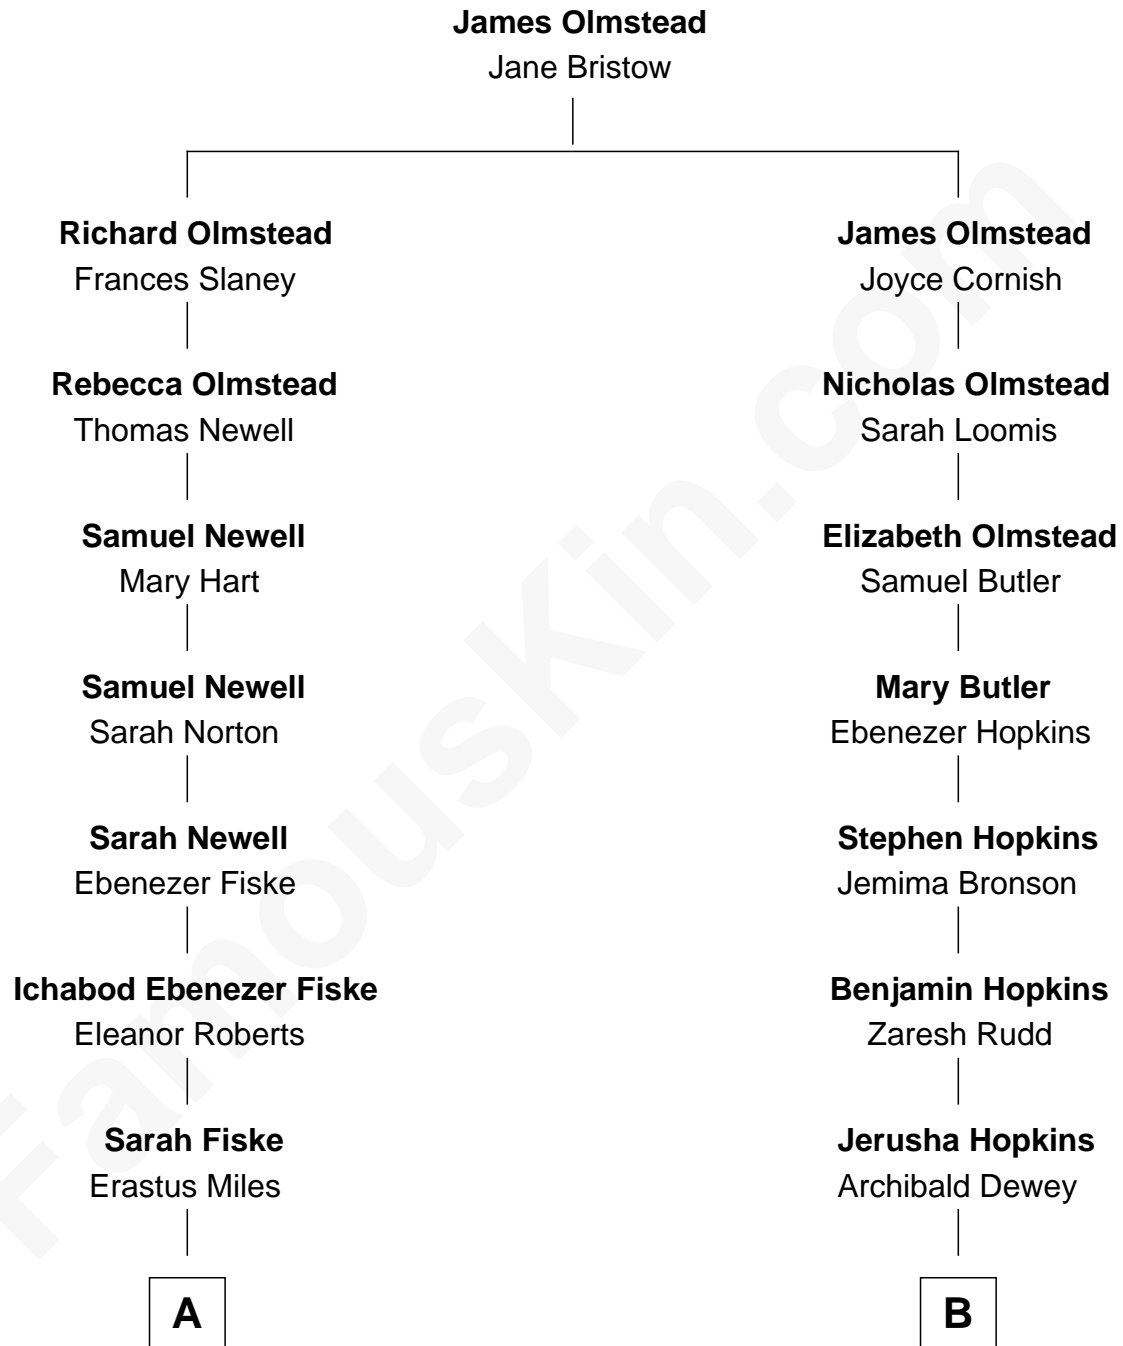 James Olmstead
Jane Bristow
Richard Olmstead
Frances Slaney
Rebecca Olmstead
Thomas Newell
Samuel Newell
Mary Hart
Samuel Newell
Sarah Norton
Sarah Newell
Ebenezer Fiske
Ichabod Ebenezer Fiske
Eleanor Roberts
Sarah Fiske
Erastus Miles
A
James Olmstead
Joyce Cornish
Nicholas Olmstead
Sarah Loomis
Elizabeth Olmstead
Samuel Butler
Mary Butler
Ebenezer Hopkins
Stephen Hopkins
Jemima Bronson
Benjamin Hopkins
Zaresh Rudd
Jerusha Hopkins
Archibald Dewey
B
FamousKin.com